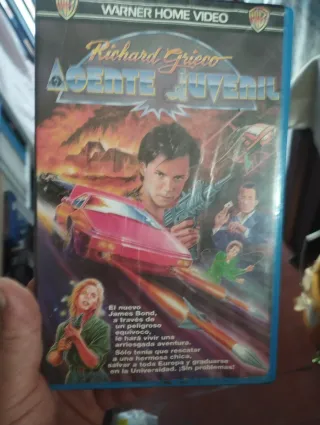 WARNER HOME VIDEO
Richard Grieco
AGENTE JUVENIL
El nuevo
James Bond,
a través de
un peligroso
equívoco,
le hará vivir una
arriesgada aventura.
Sólo tenía que rescatar
a una hermosa chica,
salvar a toda Europa y graduarse
en la Universidad. ¡Sin problemas!